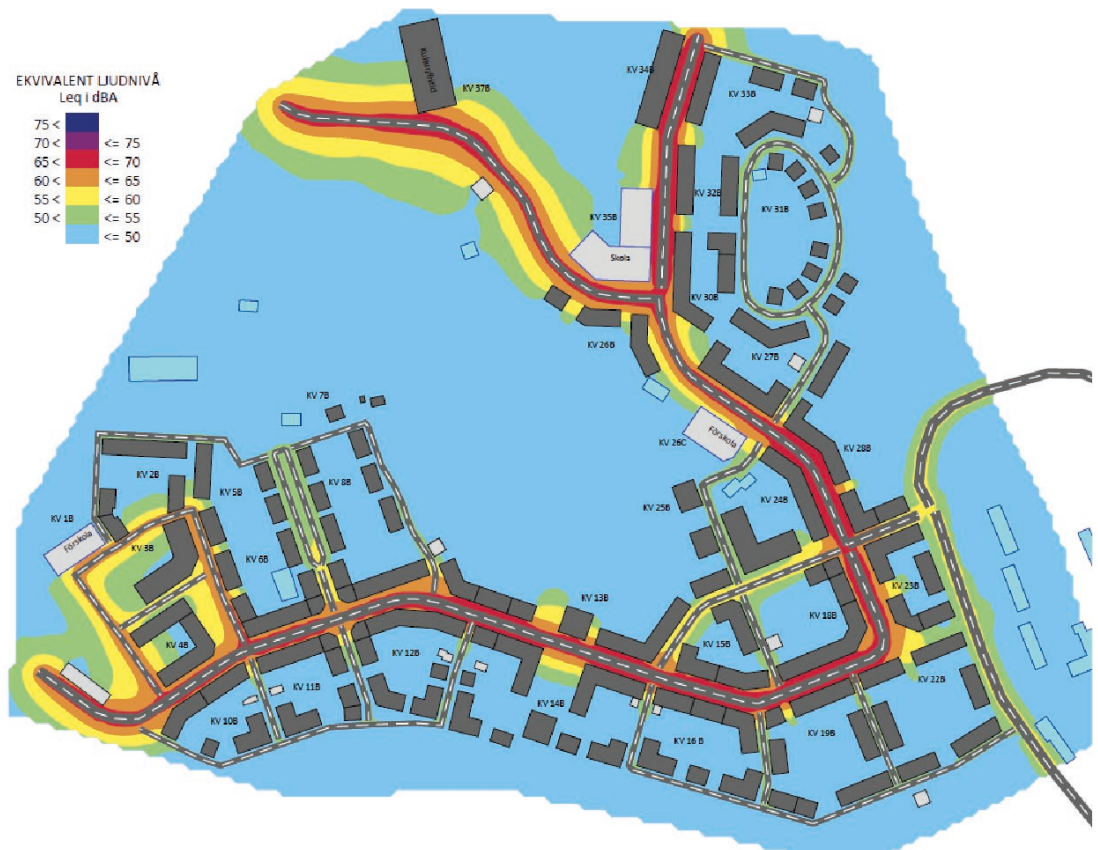 EKVIVALENT LJUDNIVÅ
Leq i dBA
75 <
70 < <= 75
65 < <= 70
60 < <= 65
55 < <= 60
50 < <= 55
<= 50
KV 37B
KV 34B
KV 33B
KV 32B
KV 31B
KV 35B
Skola
KV 30B
KV 26B
KV 27B
KV 7B
KV 26C
Förskola
KV 28B
KV 2B
KV 5B
KV 8B
KV 24B
KV 25B
KV 1B
Förskola
KV 3B
KV 6B
KV 23B
KV 13B
KV 18B
KV 4B
KV 12B
KV 15B
KV 22B
KV 11B
KV 10B
KV 14B
KV 19B
KV 16 B